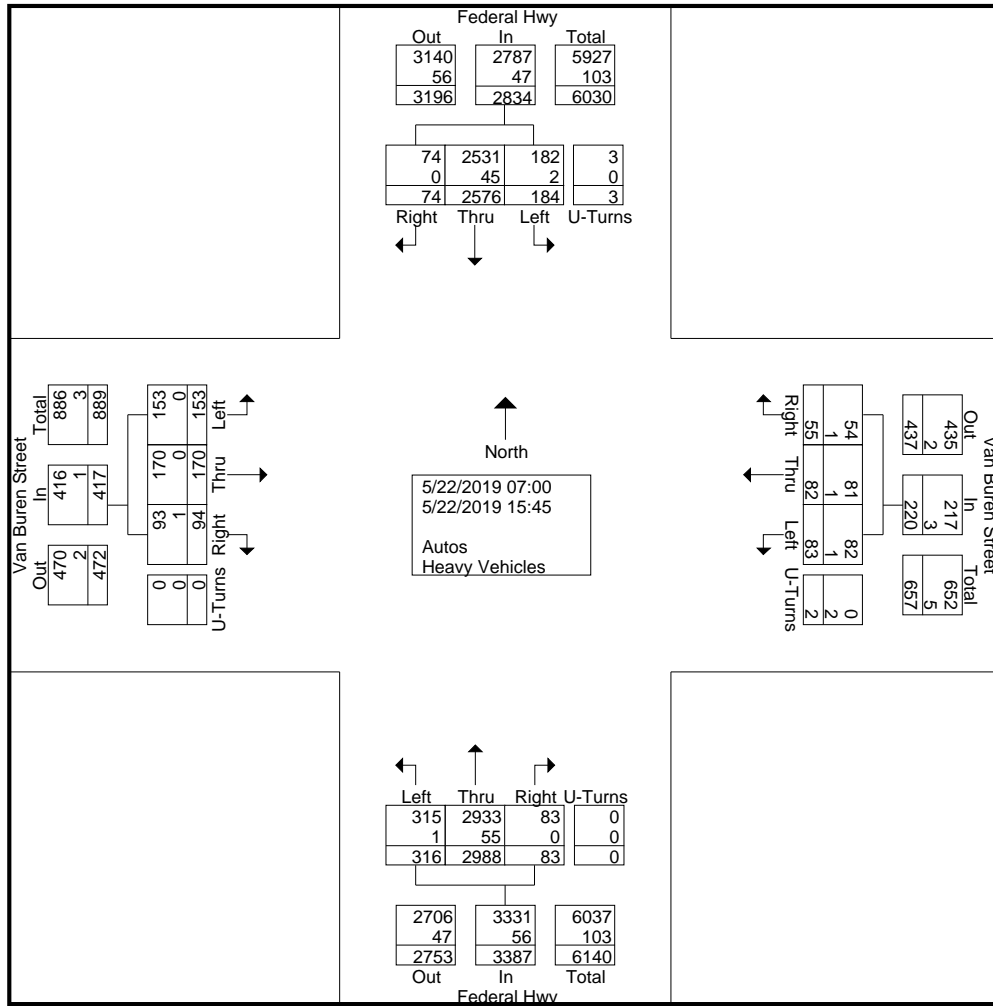 Federal Hwy
Out In Total
3140 2787 5927
56 47 103
3196 2834 6030
74 2531 182 3
0 45 2 0
74 2576 184 3
Right Thru Left U-Turns
Van Buren Street
Total In Out
886 416 470
3 1 2
889 417 472
153 170 93 0
0 0 1 0
153 170 94 0
Left Thru Right U-Turns
North
5/22/2019 07:00
5/22/2019 15:45
Autos
Heavy Vehicles
Right Thru Left U-Turns
54 81 82 0
1 1 1 2
55 82 83 2
Out In Total
435 217 652
2 3 5
437 220 657
Van Buren Street
Left Thru Right U-Turns
315 2933 83 0
1 55 0 0
316 2988 83 0
2706 3331 6037
47 56 103
2753 3387 6140
Out In Total
Federal Hwy